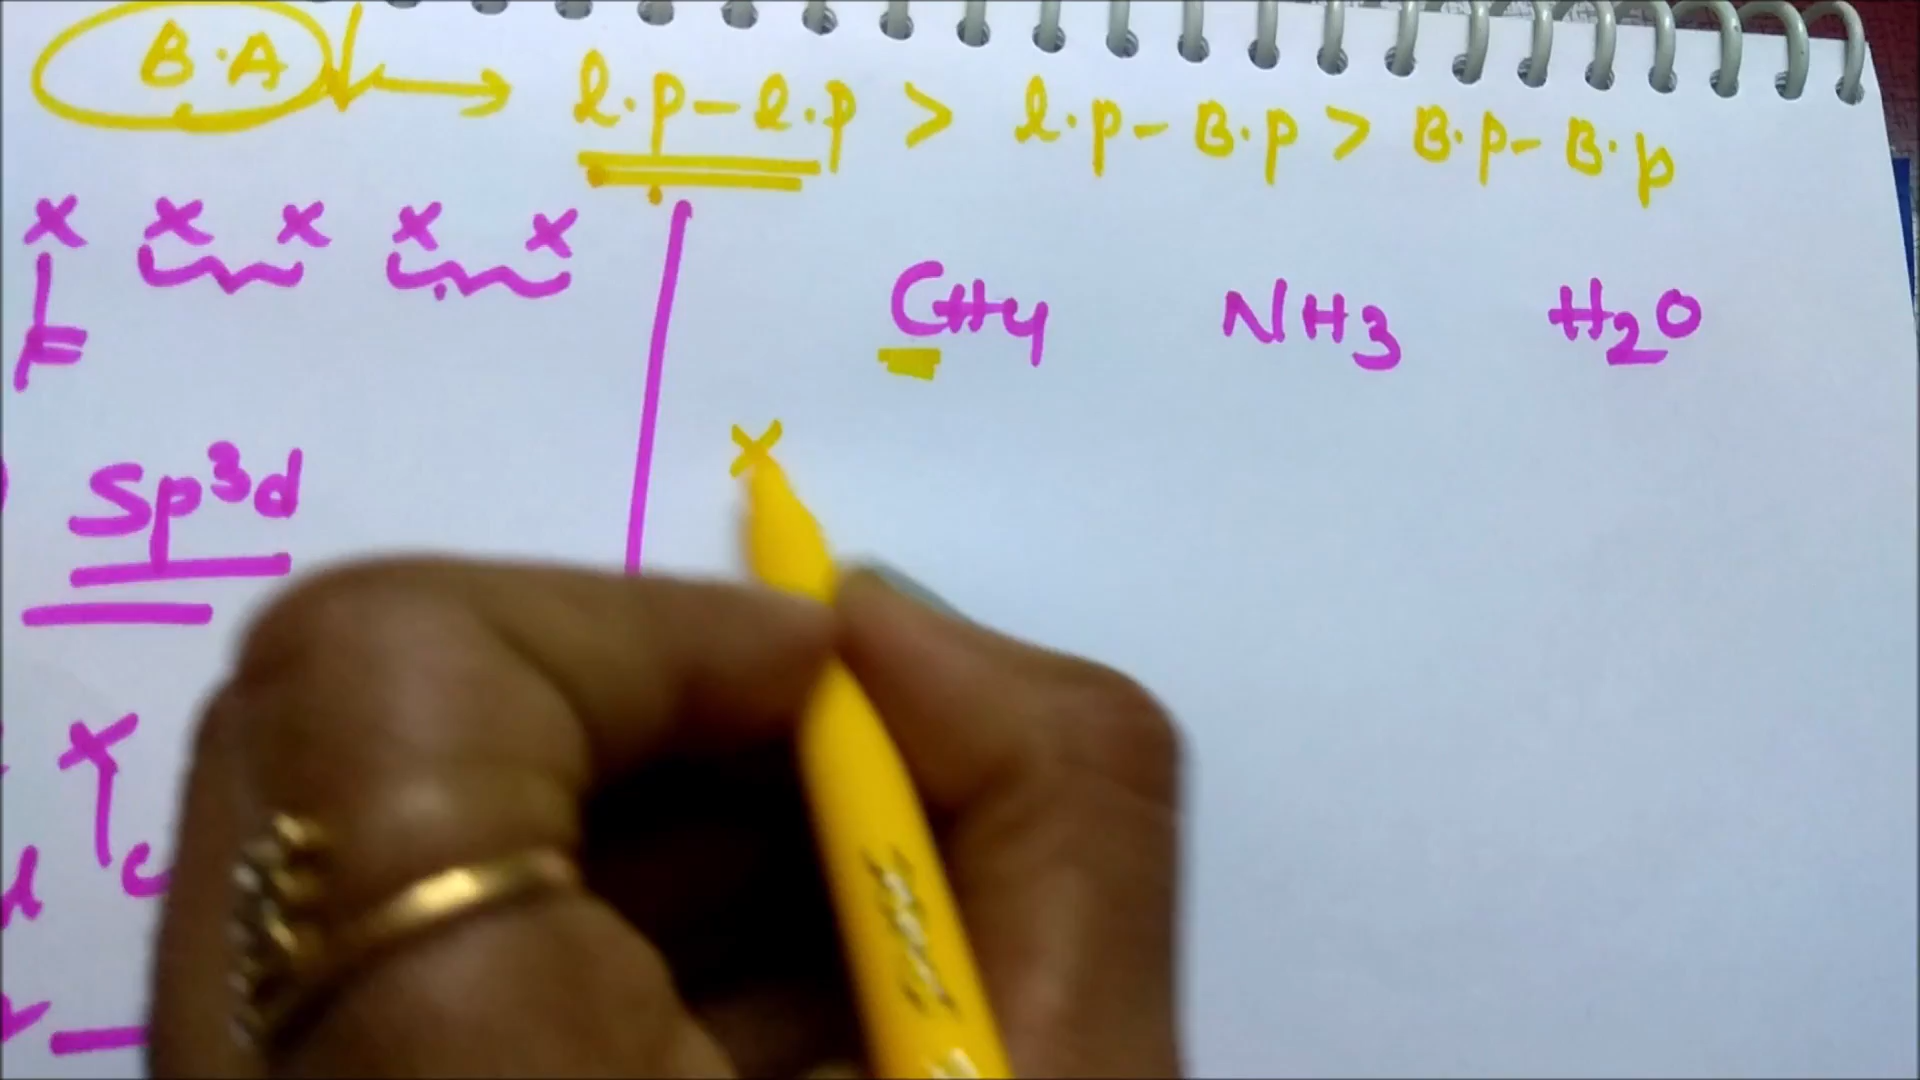 B.A ↓ → l.p - l.p > l.p - B.p > B.p - B.p
x x x x x
F
CH4 NH3 H2O
Sp³d
x
x